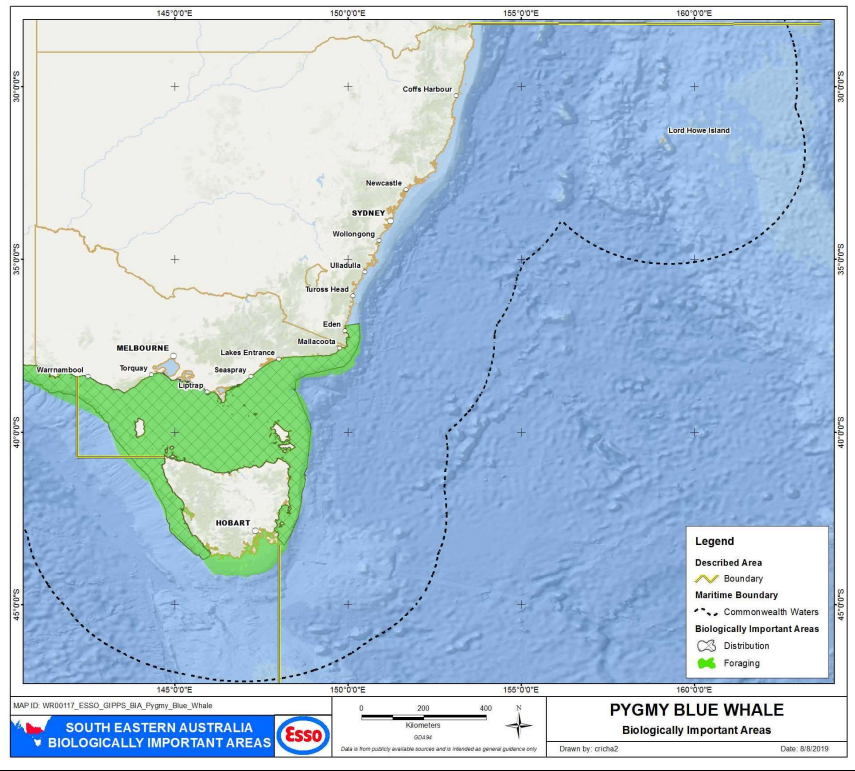 145°0'0"E 150°0'0"E 155°0'0"E 160°0'0"E
30°0'0"S
30°0'0"S
Coffs Harbour
Lord Howe Island
Newcastle
SYDNEY
Wollongong
35°0'0"S
35°0'0"S
Ulladulla
Tuross Head
Eden
Mallacoota
MELBOURNE
Lakes Entrance
Warrnambool
Torquay
Seaspray
Liptrap
40°0'0"S
40°0'0"S
HOBART
45°0'0"S
45°0'0"S
Legend
Described Area
Boundary
Maritime Boundary
Commonwealth Waters
Biologically Important Areas
Distribution
Foraging
145°0'0"E 150°0'0"E 155°0'0"E 160°0'0"E
MAP ID: WR00117_ESSO_GIPPS_BIA_Pygmy_Blue_Whale
SOUTH EASTERN AUSTRALIA
BIOLOGICALLY IMPORTANT AREAS
Esso
0 200 400
Kilometers
GDA94
N
Data is from publicly available sources and is intended as general guidence only
PYGMY BLUE WHALE
Biologically Important Areas
Drawn by: cricha2
Date: 8/8/2019